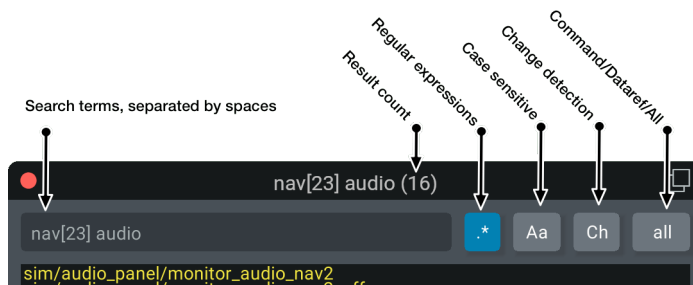 Search terms, separated by spaces
Result count
Regular expressions
Case sensitive
Change detection
Command/Dataref/All
nav[23] audio (16)
nav[23] audio
.*
Aa
Ch
all
sim/audio_panel/monitor_audio_nav2